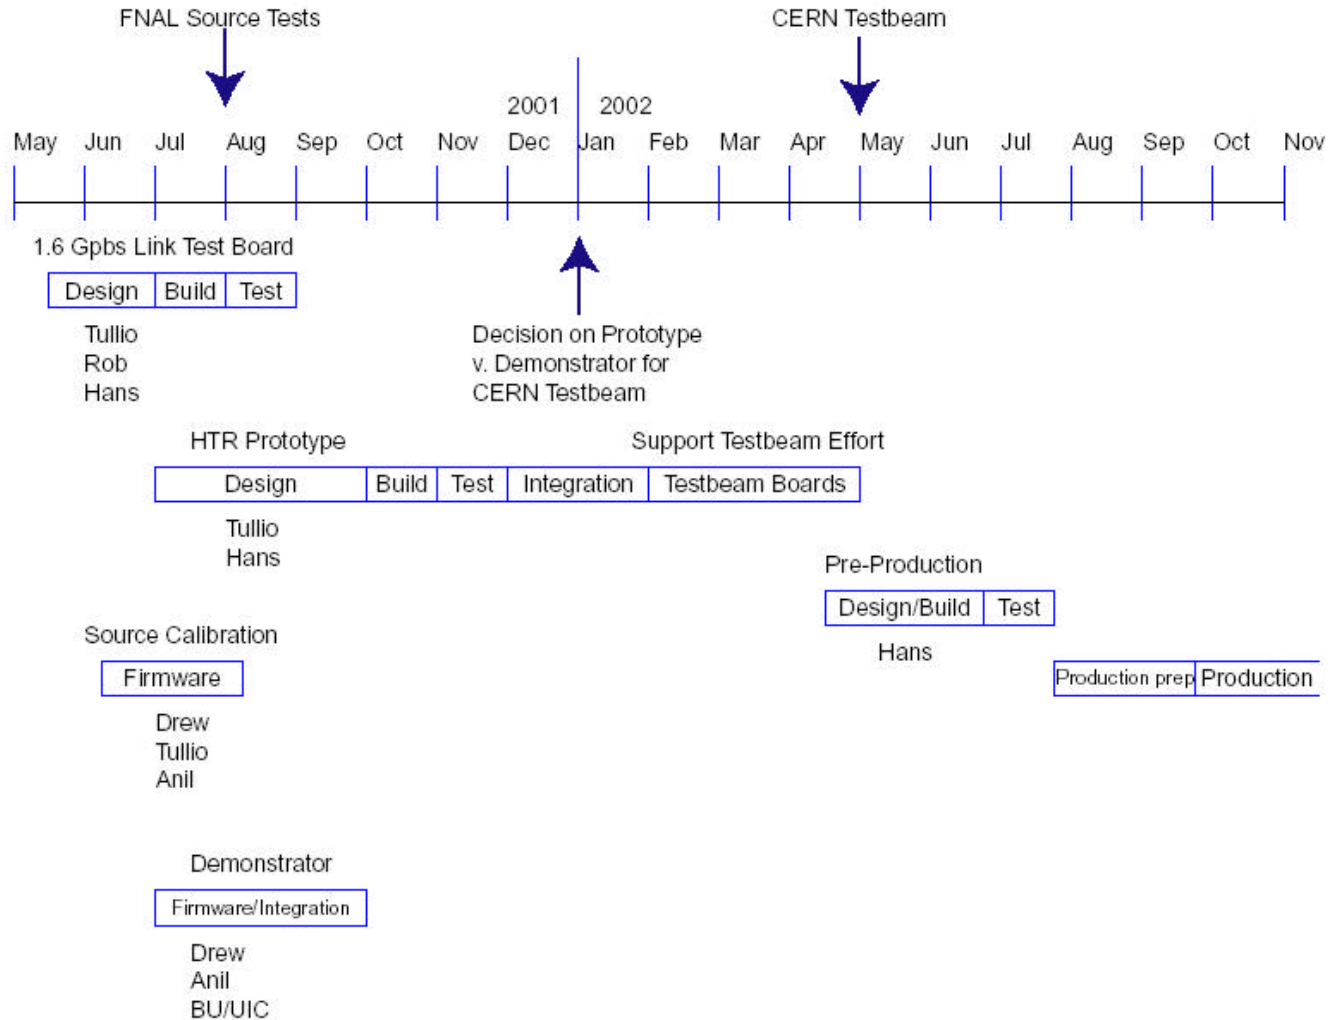 FNAL Source Tests
CERN Testbeam
2001 2002
May Jun Jul Aug Sep Oct Nov Dec Jan Feb Mar Apr May Jun Jul Aug Sep Oct Nov
1.6 Gpbs Link Test Board
Design Build Test
Tullio
Rob
Hans
Decision on Prototype
v. Demonstrator for
CERN Testbeam
HTR Prototype
Support Testbeam Effort
Design Build Test Integration Testbeam Boards
Tullio
Hans
Pre-Production
Design/Build Test
Hans
Source Calibration
Firmware
Production prep Production
Drew
Tullio
Anil
Demonstrator
Firmware/Integration
Drew
Anil
BU/UIC